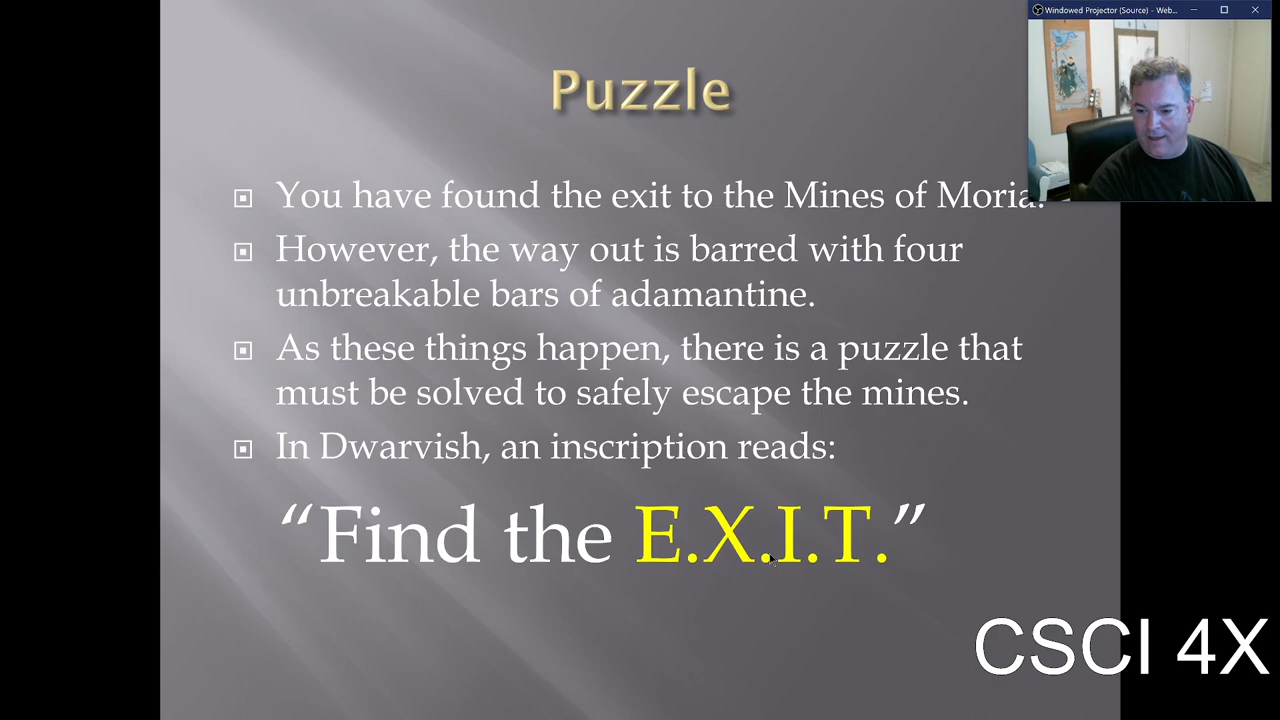 Windowed Projector (Source) - Web...
Puzzle
You have found the exit to the Mines of Moria.
However, the way out is barred with four
unbreakable bars of adamantine.
As these things happen, there is a puzzle that
must be solved to safely escape the mines.
In Dwarvish, an inscription reads:
“Find the E.X.I.T.”
CSCI 4X